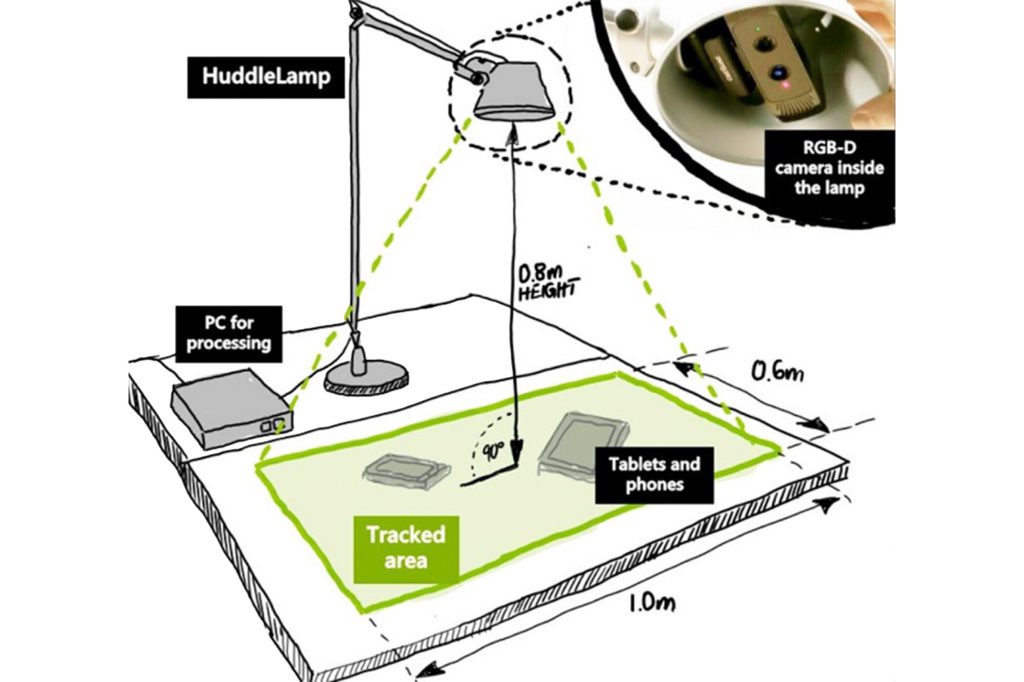 HuddleLamp
RGB-D
camera inside
the lamp
0.8m
HEIGHT
PC for
processing
0.6m
90°
Tablets and
phones
Tracked
area
1.0m